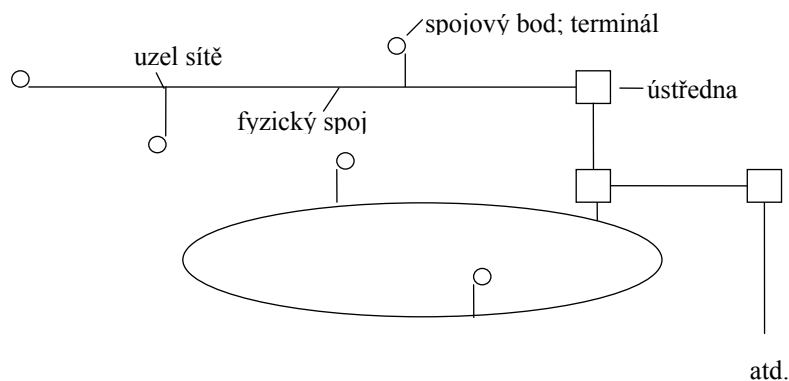 spojový bod; terminál
uzel sítě
ústředna
fyzický spoj
atd.